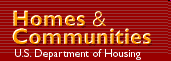 Homes &
Communities
U.S. Department of Housing